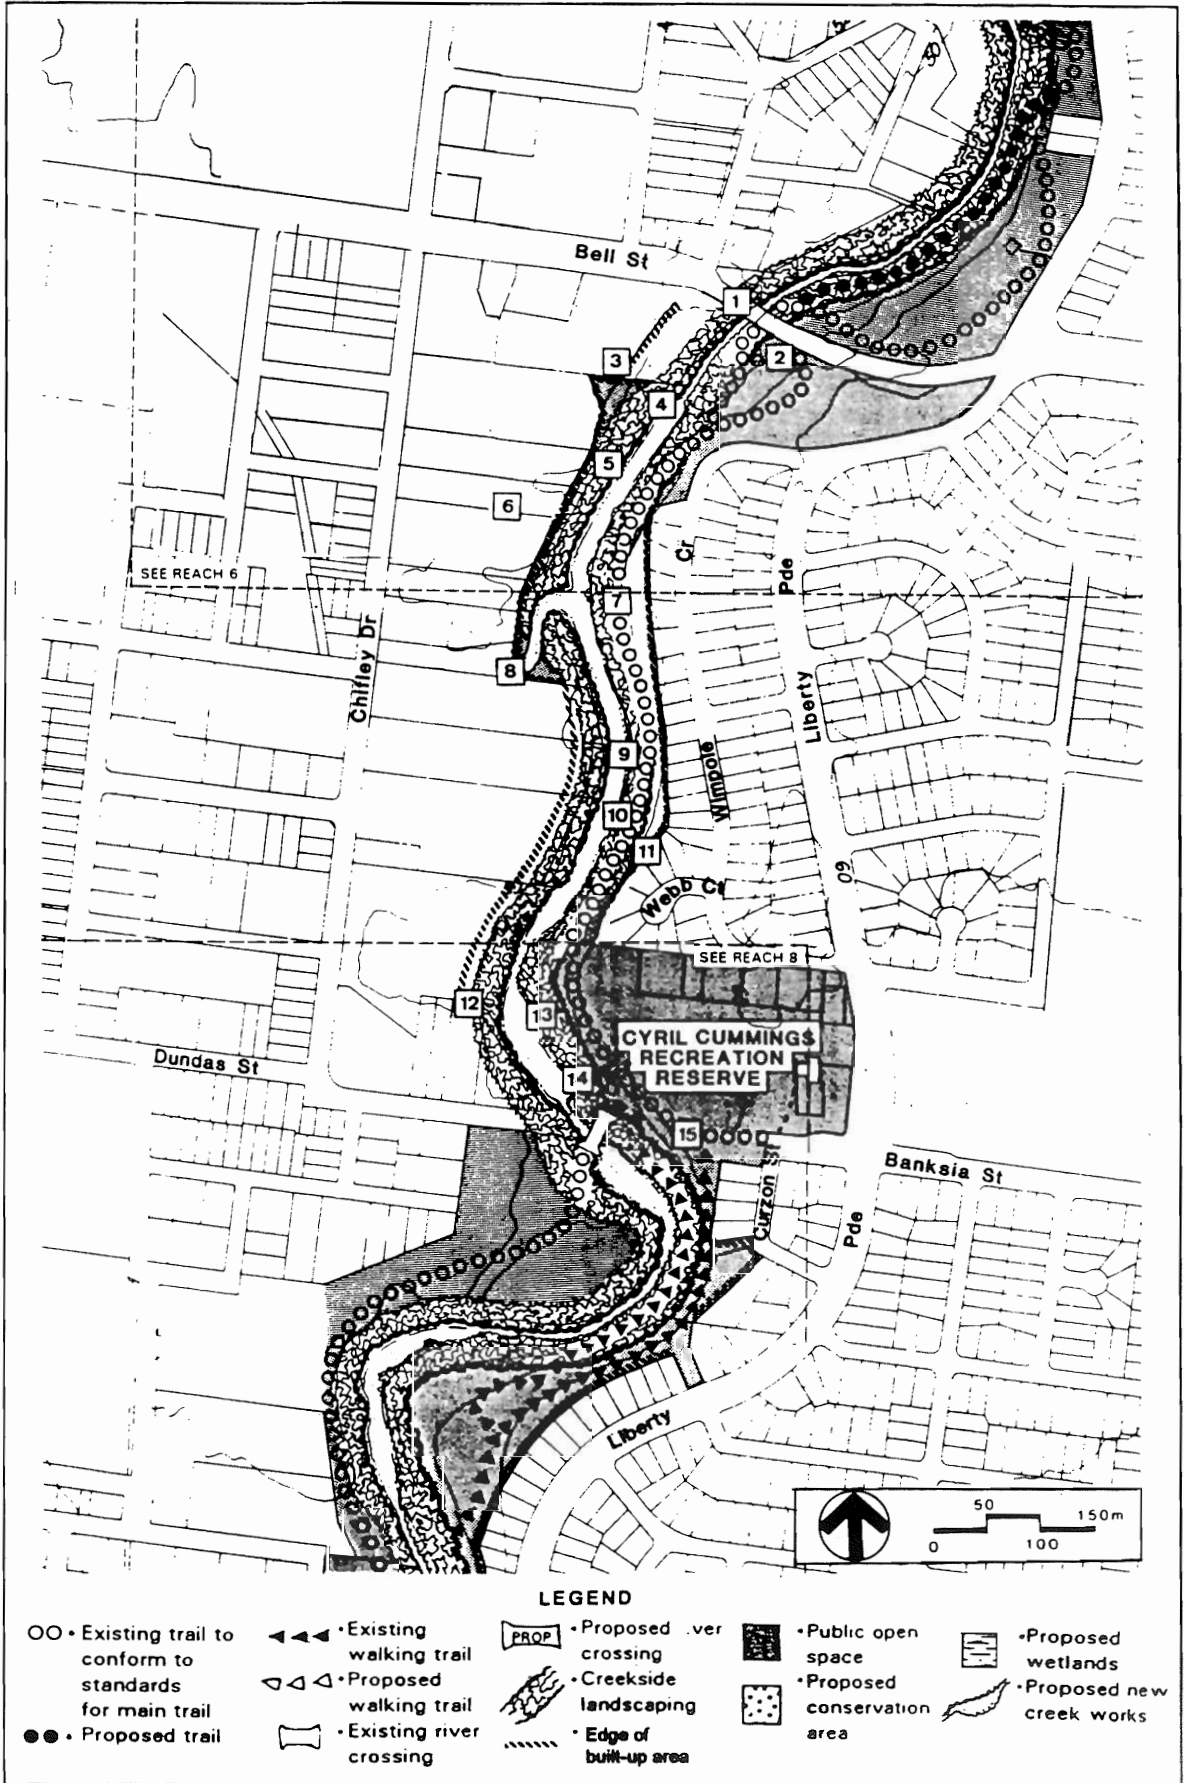 50
Bell St
1
2
3
4
5
6
SEE REACH 6
Cr
Pde
7
Chifley Dr
8
Liberty
9
Wimpole
10
11
60
Webb Ct
SEE REACH 8
12
13
CYRIL CUMMINGS
RECREATION
RESERVE
Dundas St
14
15
Banksia St
Curzon St
Pde
Liberty
50
150m
0
100
LEGEND
• Existing trail to
conform to
standards
for main trail
• Proposed trail
• Existing
walking trail
• Proposed
walking trail
• Existing river
crossing
PROP
• Proposed .ver
crossing
• Creekside
landscaping
• Edge of
built-up area
• Public open
space
• Proposed
conservation
area
• Proposed
wetlands
• Proposed new
creek works